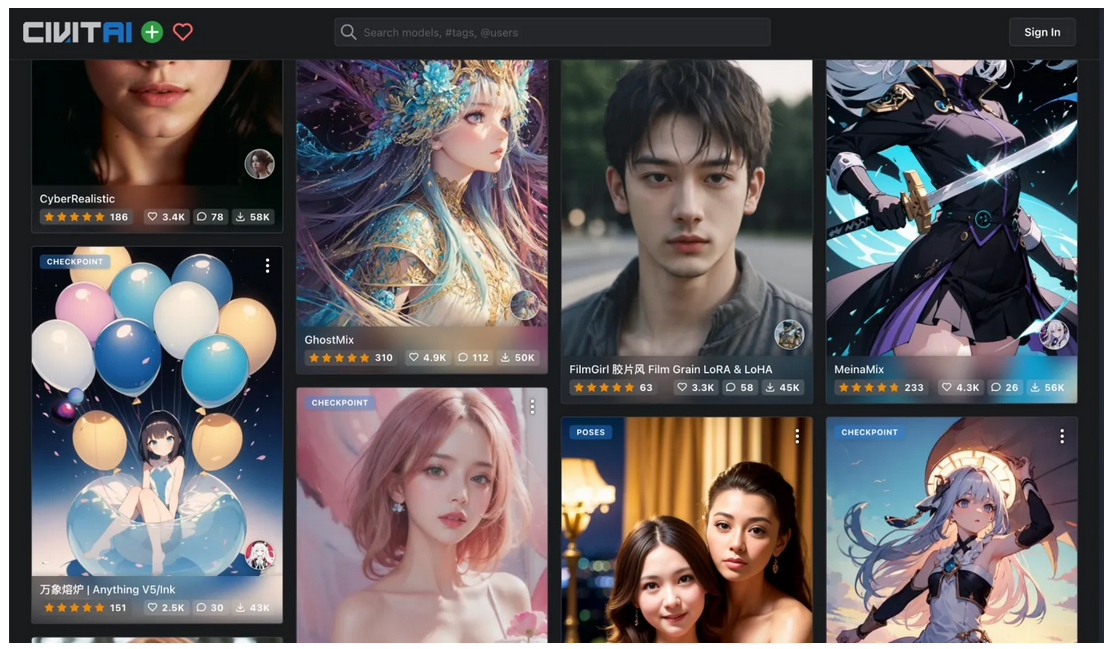 CIVITAI
Search models, #tags, @users
Sign In
CyberRealistic
186 3.4K 78 58K
CHECKPOINT
万象熔炉 | Anything V5/Ink
151 2.5K 30 43K
GhostMix
310 4.9K 112 50K
CHECKPOINT
FilmGirl 胶片风 Film Grain LoRA & LoHA
63 3.3K 58 45K
POSES
MeinaMix
233 4.3K 26 56K
CHECKPOINT